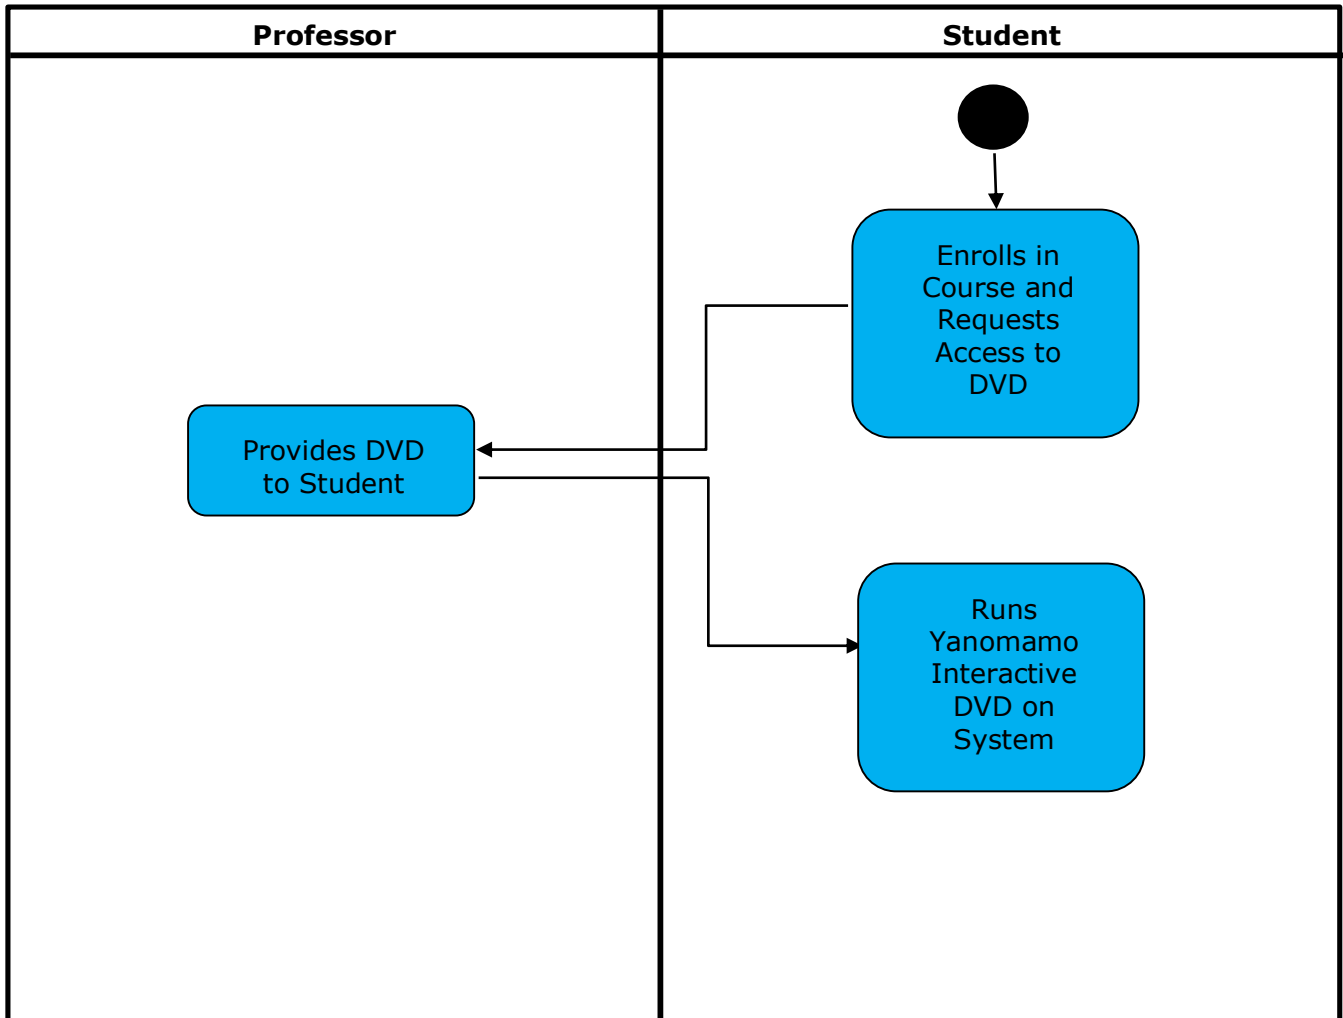 Professor
Student
Enrolls in
Course and
Requests
Access to
DVD
Provides DVD
to Student
Runs
Yanomamo
Interactive
DVD on
System